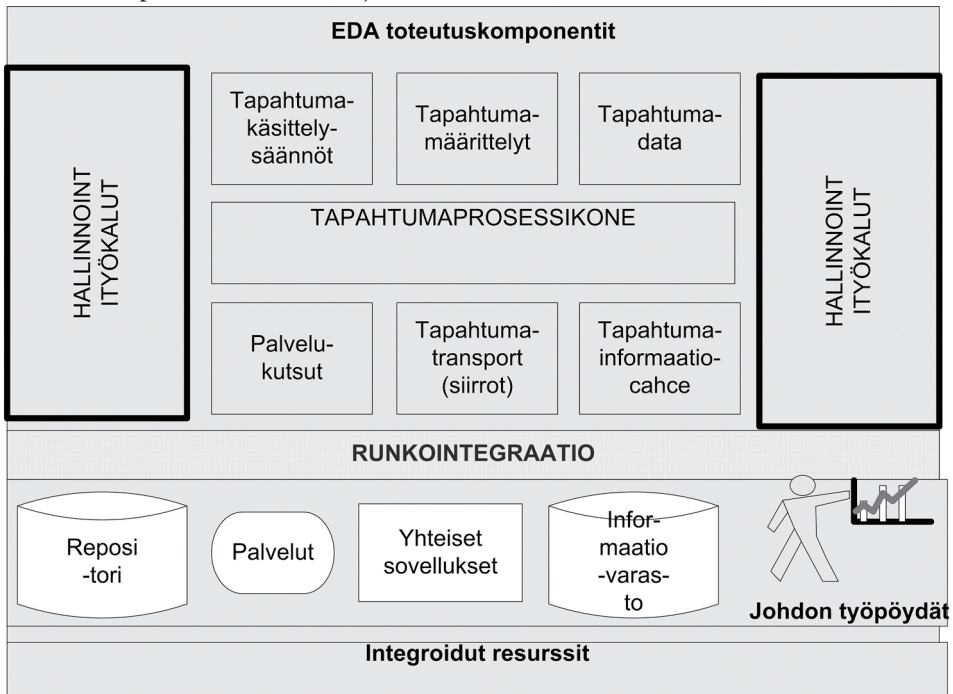 EDA toteutuskomponentit
HALLINNOINT
ITYÖKALUT
Tapahtuma-
käsittely-
säännöt
Tapahtuma-
määrittelyt
Tapahtuma-
data
TAPAHTUMAPROSESSIKONE
Palvelu-
kutsut
Tapahtuma-
transport
(siirrot)
Tapahtuma-
informaatio-
cahce
HALLINNOINT
ITYÖKALUT
RUNKOINTEGRAATIO
Reposi
-tori
Palvelut
Yhteiset
sovellukset
Infor-
maatio
-varas-
to
Johdon työpöydät
Integroidut resurssit